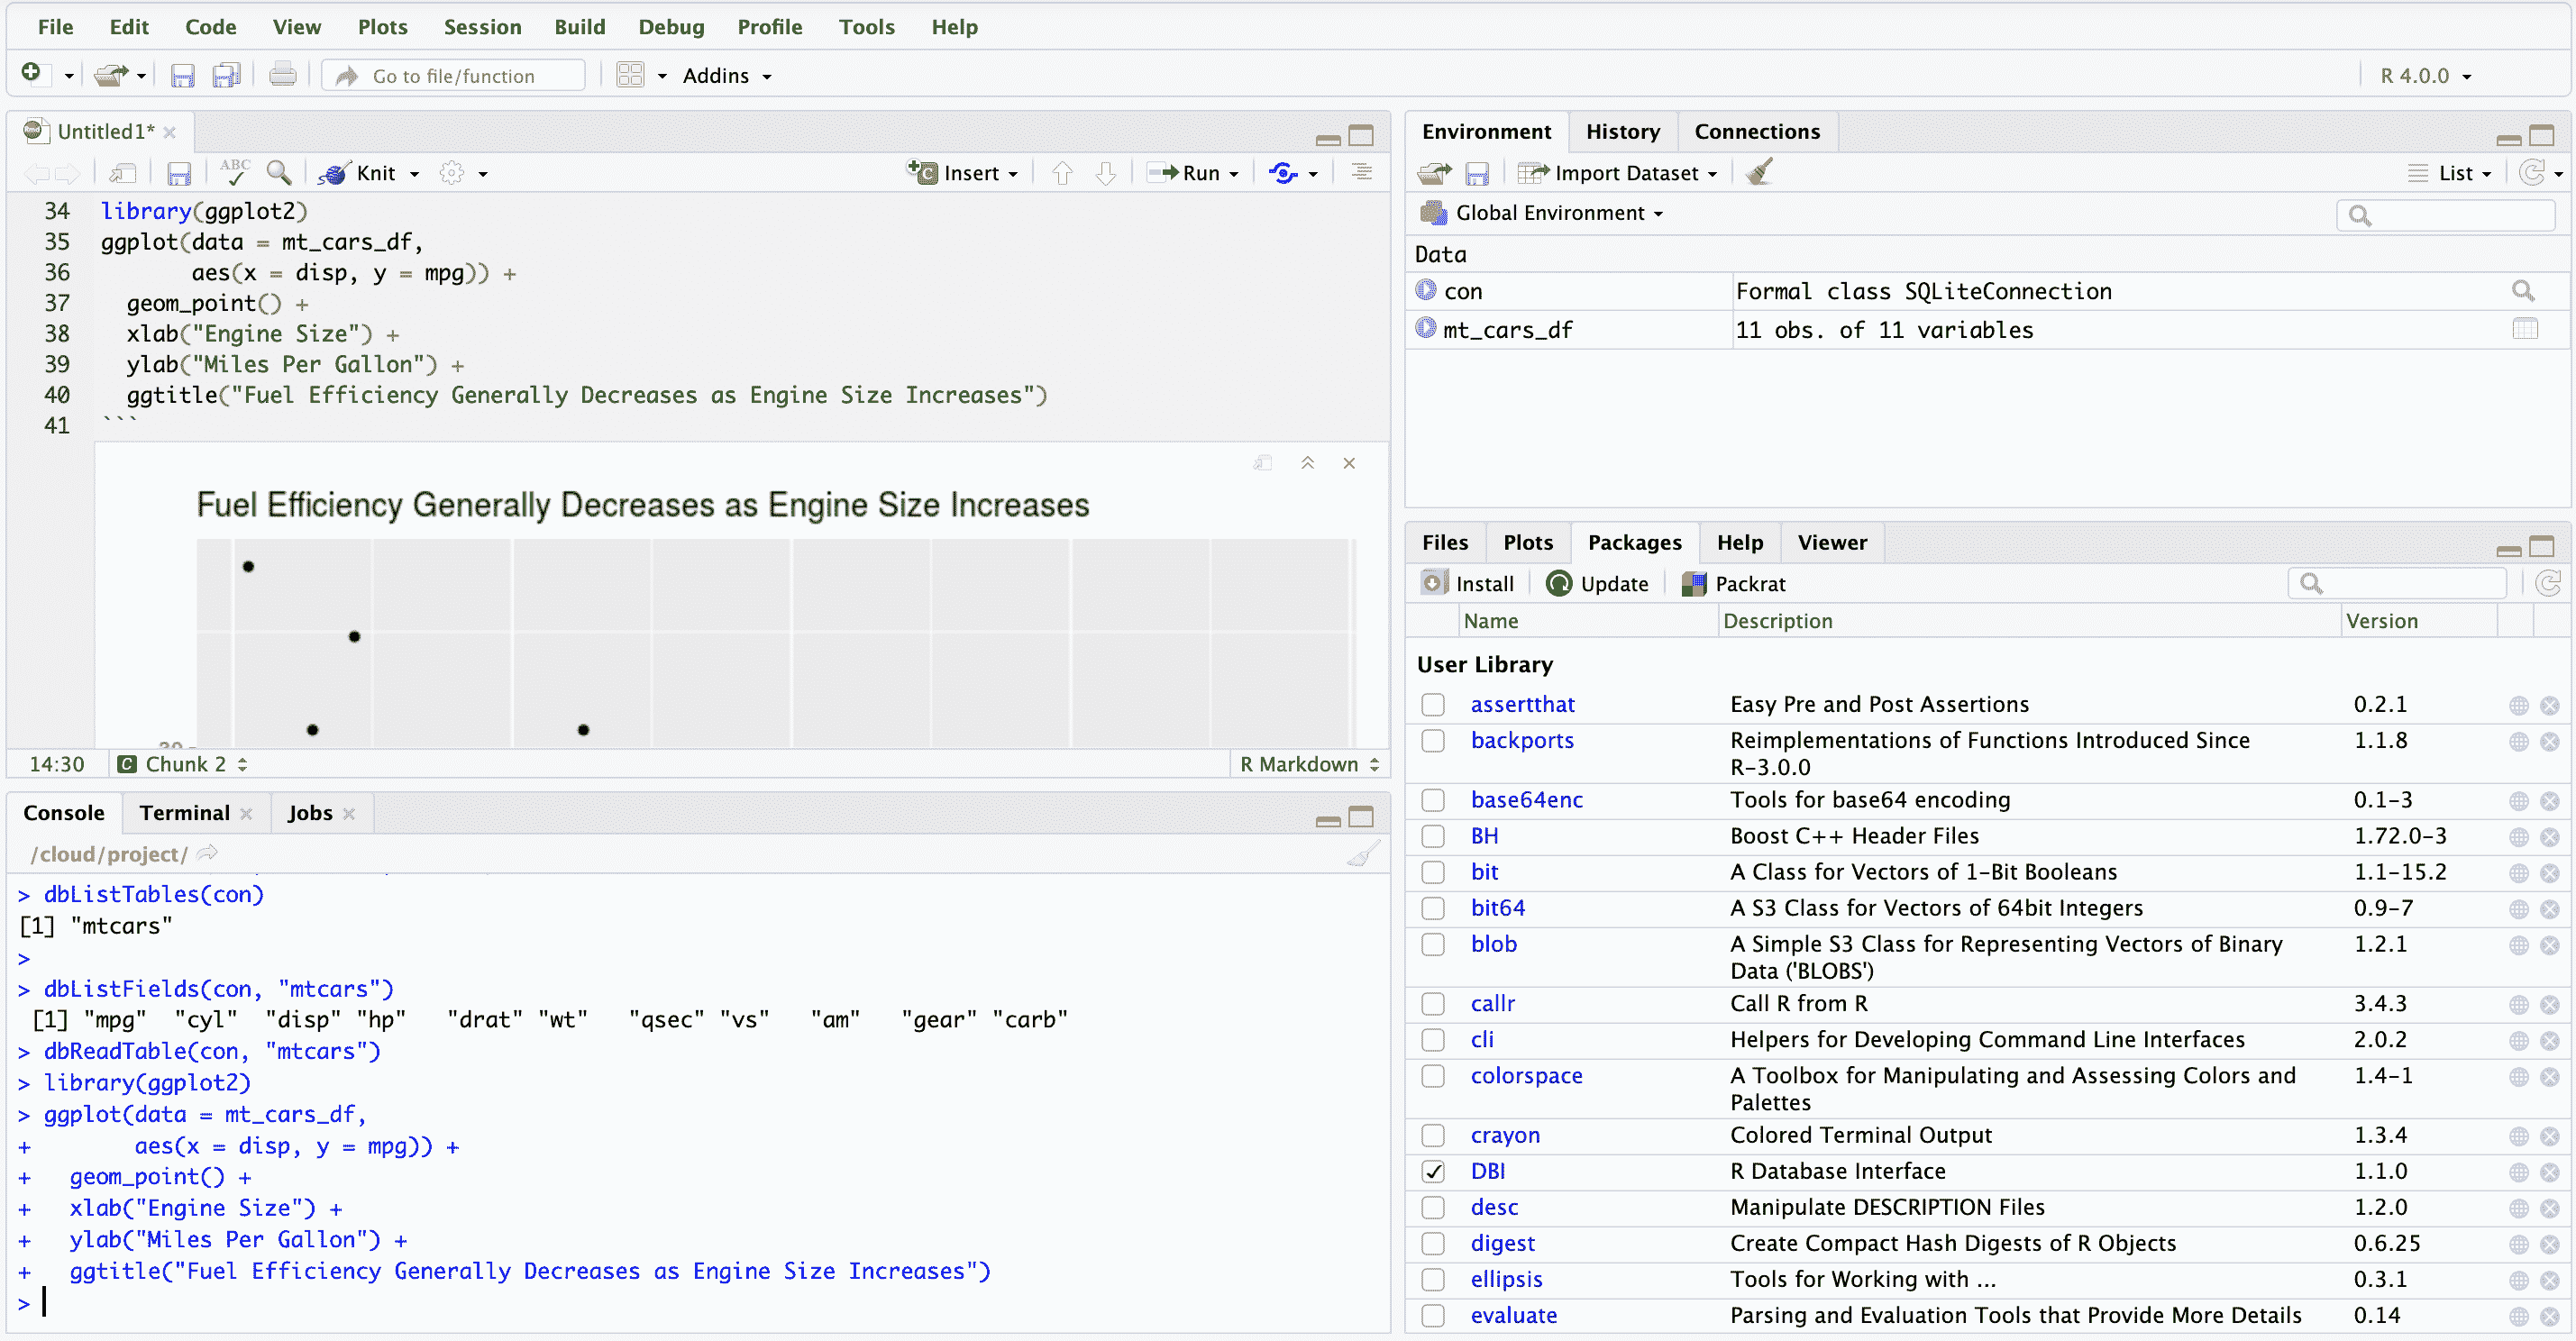 File Edit Code View Plots Session Build Debug Profile Tools Help
Go to file/function Addins R 4.0.0
Untitled1*
ABC Knit Insert Run
34 library(ggplot2)
35 ggplot(data = mt_cars_df,
36 aes(x = disp, y = mpg)) +
37 geom_point() +
38 xlab("Engine Size") +
39 ylab("Miles Per Gallon") +
40 ggtitle("Fuel Efficiency Generally Decreases as Engine Size Increases")
41 ```
Fuel Efficiency Generally Decreases as Engine Size Increases
14:30 C Chunk 2 R Markdown
Console Terminal Jobs
/cloud/project/
> dbListTables(con)
[1] "mtcars"
>
> dbListFields(con, "mtcars")
[1] "mpg" "cyl" "disp" "hp" "drat" "wt" "qsec" "vs" "am" "gear" "carb"
> dbReadTable(con, "mtcars")
> library(ggplot2)
> ggplot(data = mt_cars_df,
+ aes(x = disp, y = mpg)) +
+ geom_point() +
+ xlab("Engine Size") +
+ ylab("Miles Per Gallon") +
+ ggtitle("Fuel Efficiency Generally Decreases as Engine Size Increases")
>
Environment History Connections
Import Dataset List
Global Environment
Data
con Formal class SQLiteConnection
mt_cars_df 11 obs. of 11 variables
Files Plots Packages Help Viewer
Install Update Packrat
Name Description Version
User Library
assertthat Easy Pre and Post Assertions 0.2.1
backports Reimplementations of Functions Introduced Since 1.1.8
R-3.0.0
base64enc Tools for base64 encoding 0.1-3
BH Boost C++ Header Files 1.72.0-3
bit A Class for Vectors of 1-Bit Booleans 1.1-15.2
bit64 A S3 Class for Vectors of 64bit Integers 0.9-7
blob A Simple S3 Class for Representing Vectors of Binary 1.2.1
Data ('BLOBS')
callr Call R from R 3.4.3
cli Helpers for Developing Command Line Interfaces 2.0.2
colorspace A Toolbox for Manipulating and Assessing Colors and 1.4-1
Palettes
crayon Colored Terminal Output 1.3.4
DBI R Database Interface 1.1.0
desc Manipulate DESCRIPTION Files 1.2.0
digest Create Compact Hash Digests of R Objects 0.6.25
ellipsis Tools for Working with ... 0.3.1
evaluate Parsing and Evaluation Tools that Provide More Details 0.14